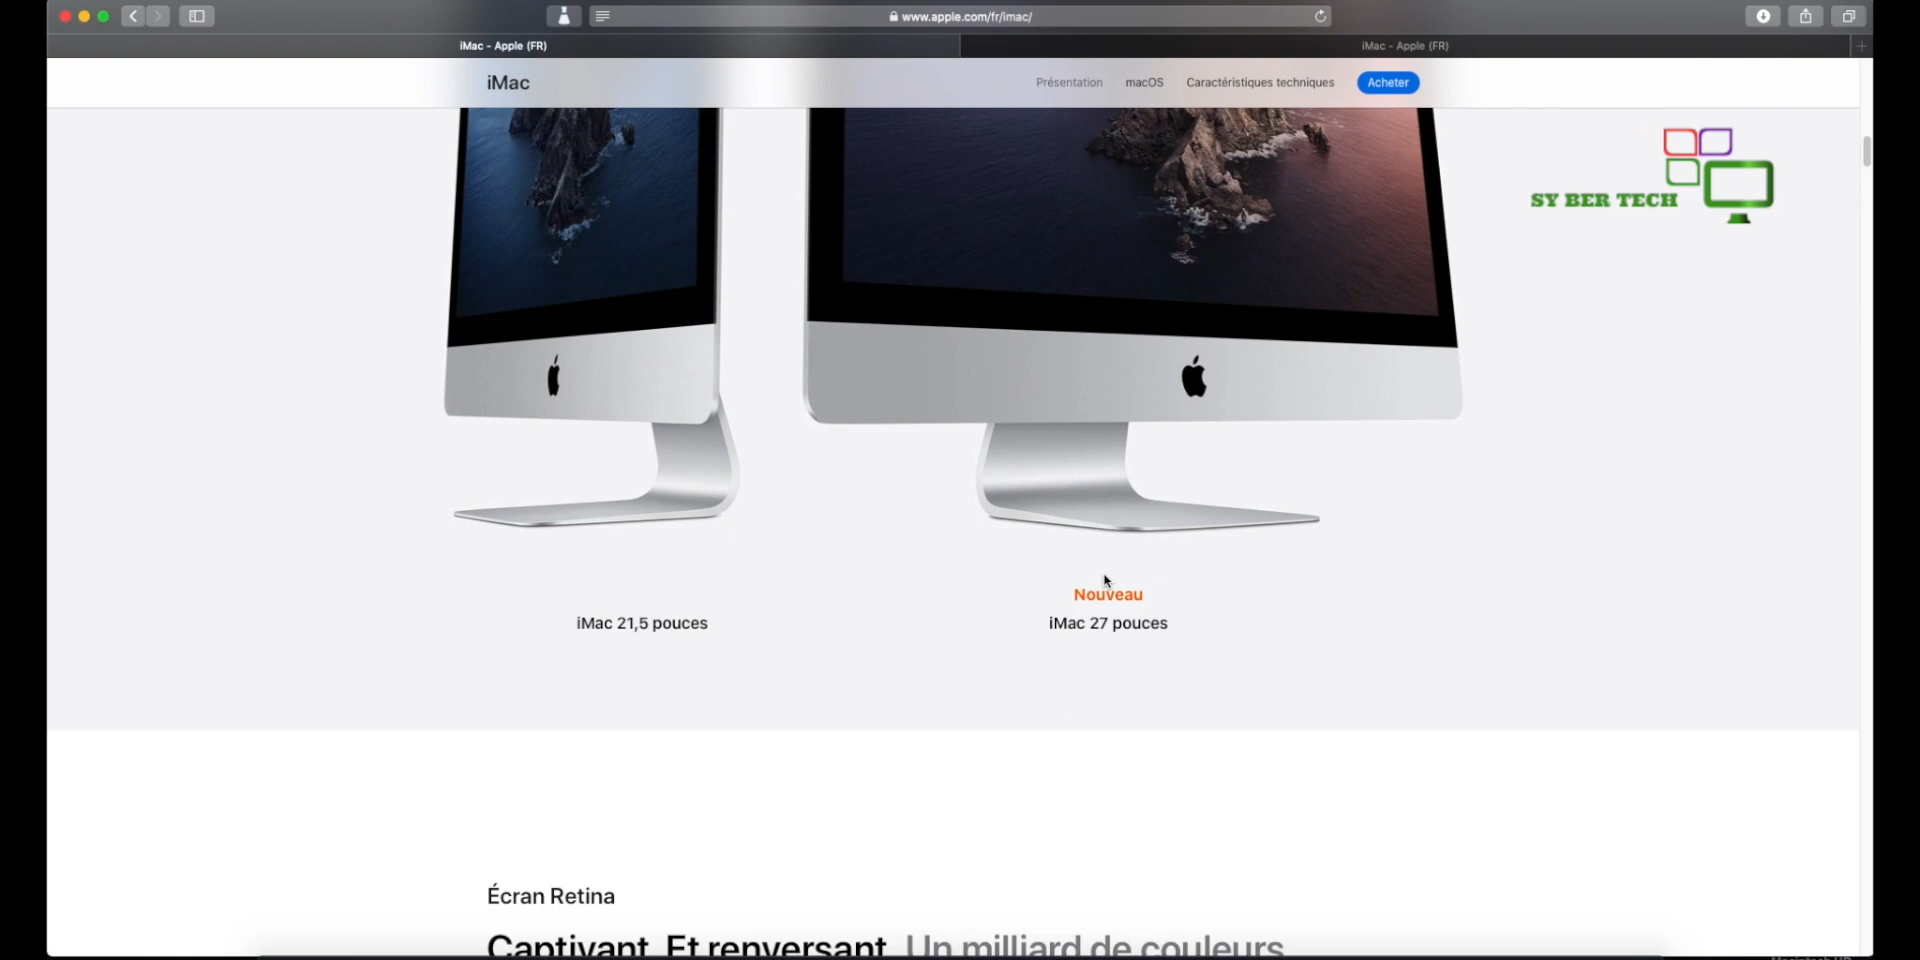 www.apple.com/fr/imac/
iMac - Apple (FR)
iMac - Apple (FR)
iMac
Présentation
macOS
Caractéristiques techniques
Acheter
SY BER TECH
Nouveau
iMac 21,5 pouces
iMac 27 pouces
Écran Retina
Captivant. Et renversant. Un milliard de couleurs